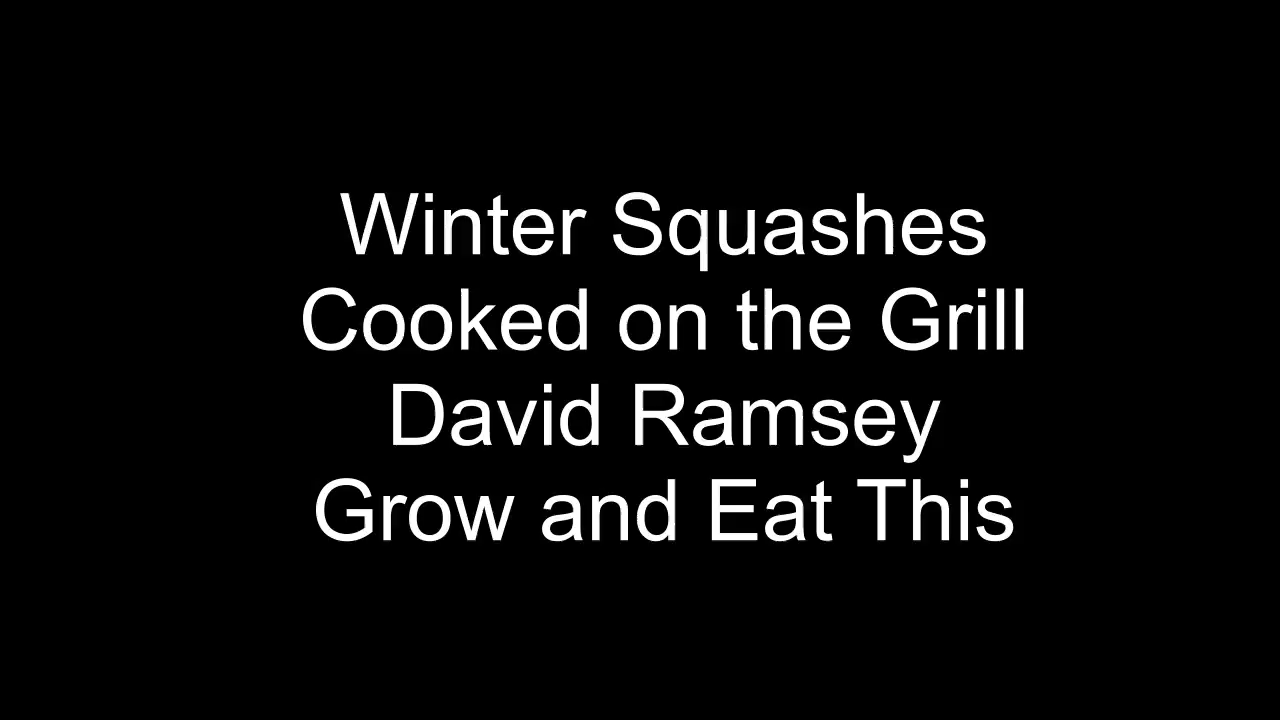 Winter Squashes
Cooked on the Grill
David Ramsey
Grow and Eat This